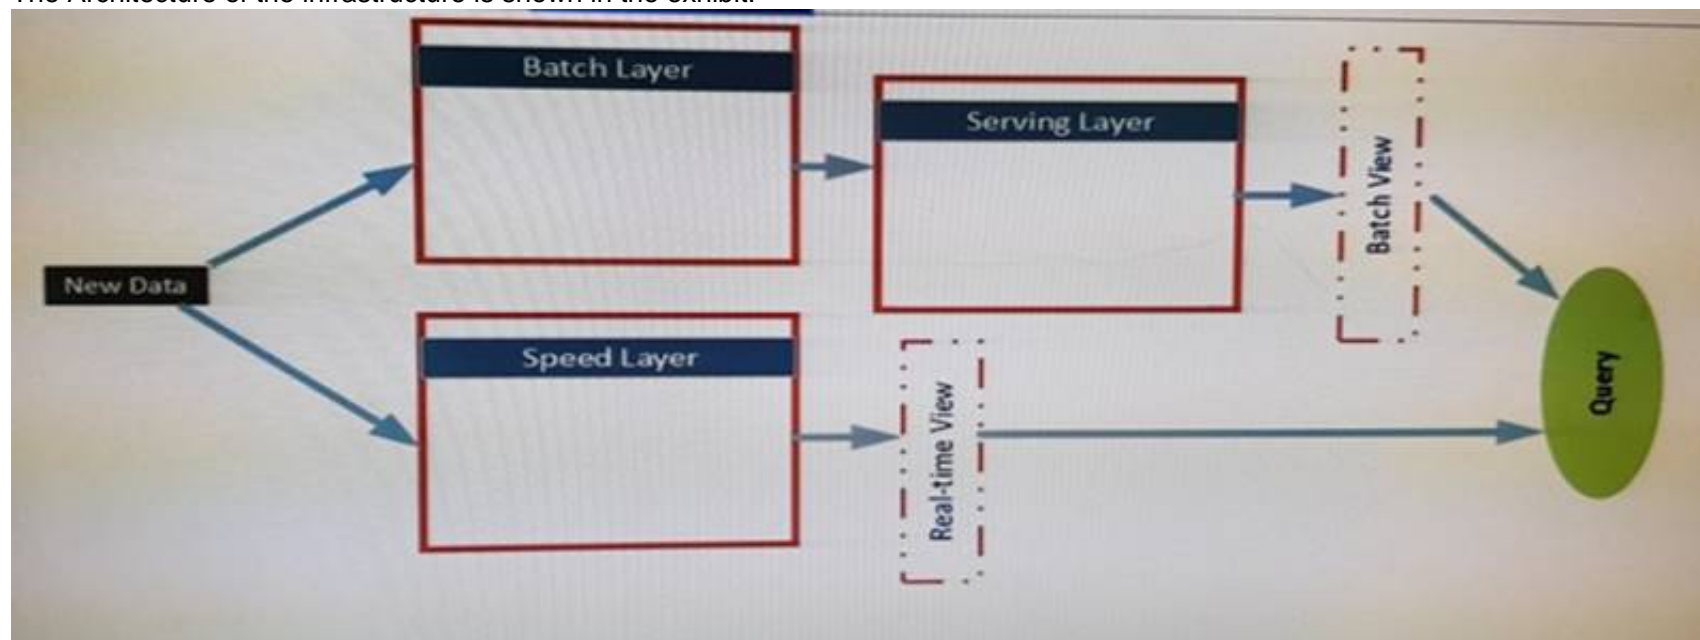 The Architecture of the infrastructure is shown in the exhibit.
Batch Layer
Serving Layer
Batch View
New Data
Speed Layer
Real-time View
Query